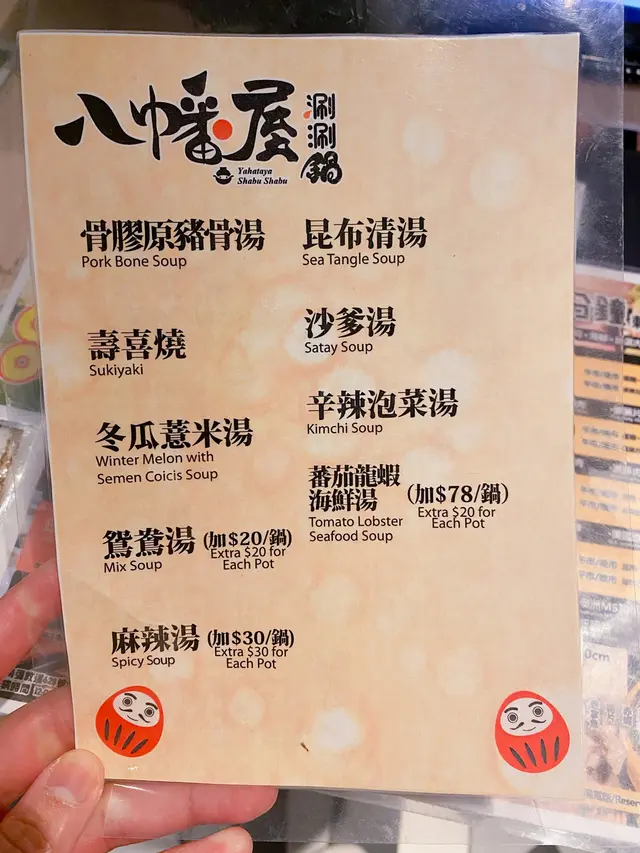 八幡屋
涮涮鍋
Yahataya
Shabu Shabu
骨膠原豬骨湯
Pork Bone Soup
壽喜燒
Sukiyaki
冬瓜薏米湯
Winter Melon with
Semen Coicis Soup
鴛鴦湯 (加$20/鍋)
Mix Soup Extra $20 for
Each Pot
麻辣湯 (加$30/鍋)
Spicy Soup Extra $30 for
Each Pot
昆布清湯
Sea Tangle Soup
沙爹湯
Satay Soup
辛辣泡菜湯
Kimchi Soup
蕃茄龍蝦
海鮮湯 (加$78/鍋)
Tomato Lobster Extra $20 for
Seafood Soup Each Pot
0cm